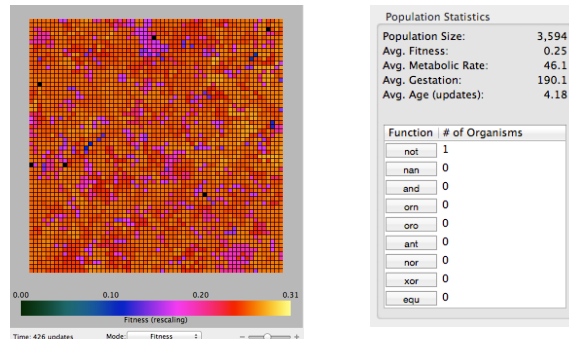 0.00 0.10 0.20 0.31
Fitness (rescaling)
Time: 426 updates Mode: Fitness − +
Population Statistics
Population Size: 3,594
Avg. Fitness: 0.25
Avg. Metabolic Rate: 46.1
Avg. Gestation: 190.1
Avg. Age (updates): 4.18
Function # of Organisms
not 1
nan 0
and 0
orn 0
oro 0
ant 0
nor 0
xor 0
equ 0